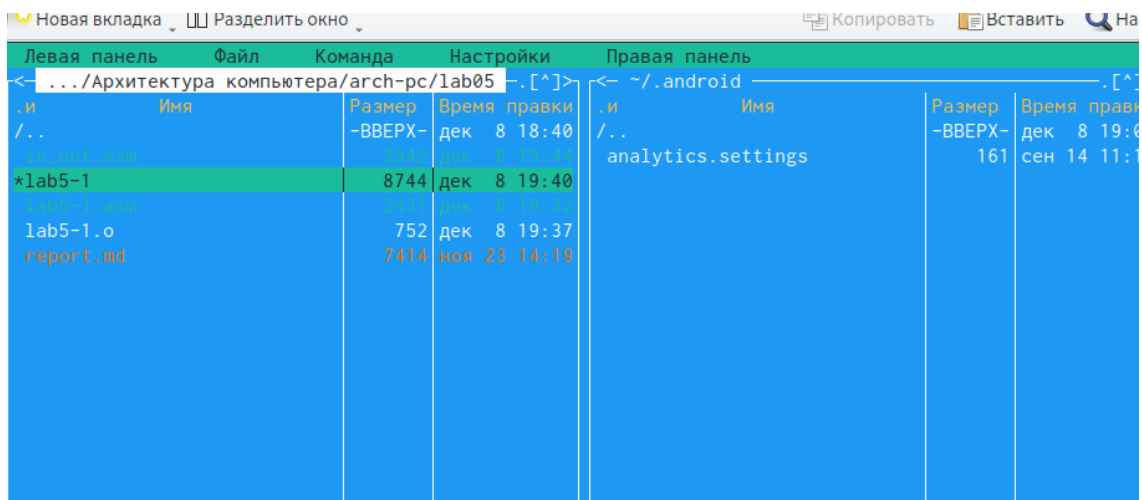 Новая вкладка Разделить окно Копировать Вставить На
Левая панель Файл Команда Настройки Правая панель
<— .../Архитектура компьютера/arch-pc/lab05 —.[^]> <— ~/.android —.[^]
.и Имя Размер Время правки .и Имя Размер Время правк
/.. -ВВЕРХ- дек 8 18:40 /.. -ВВЕРХ- дек 8 19:0
in_out.asm 3942 дек 8 19:44 analytics.settings 161 сен 14 11:1
*lab5-1 8744 дек 8 19:40
lab5-1.asm 2431 дек 8 19:32
lab5-1.o 752 дек 8 19:37
report.md 7414 ноя 23 14:19